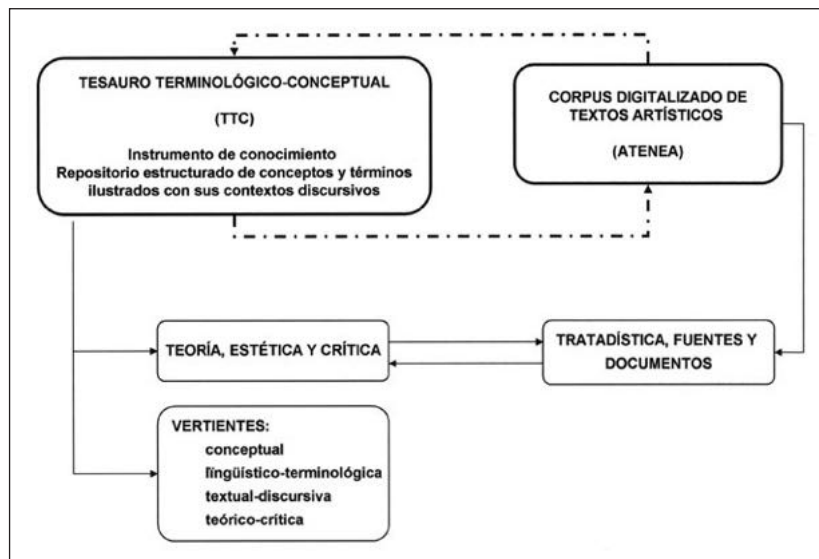 TESAURO TERMINOLÓGICO-CONCEPTUAL
(TTC)
Instrumento de conocimiento
Repositorio estructurado de conceptos y términos
ilustrados con sus contextos discursivos
CORPUS DIGITALIZADO DE
TEXTOS ARTÍSTICOS
(ATENEA)
TEORÍA, ESTÉTICA Y CRÍTICA
TRATADÍSTICA, FUENTES Y
DOCUMENTOS
VERTIENTES:
conceptual
lingüístico-terminológica
textual-discursiva
teórico-crítica